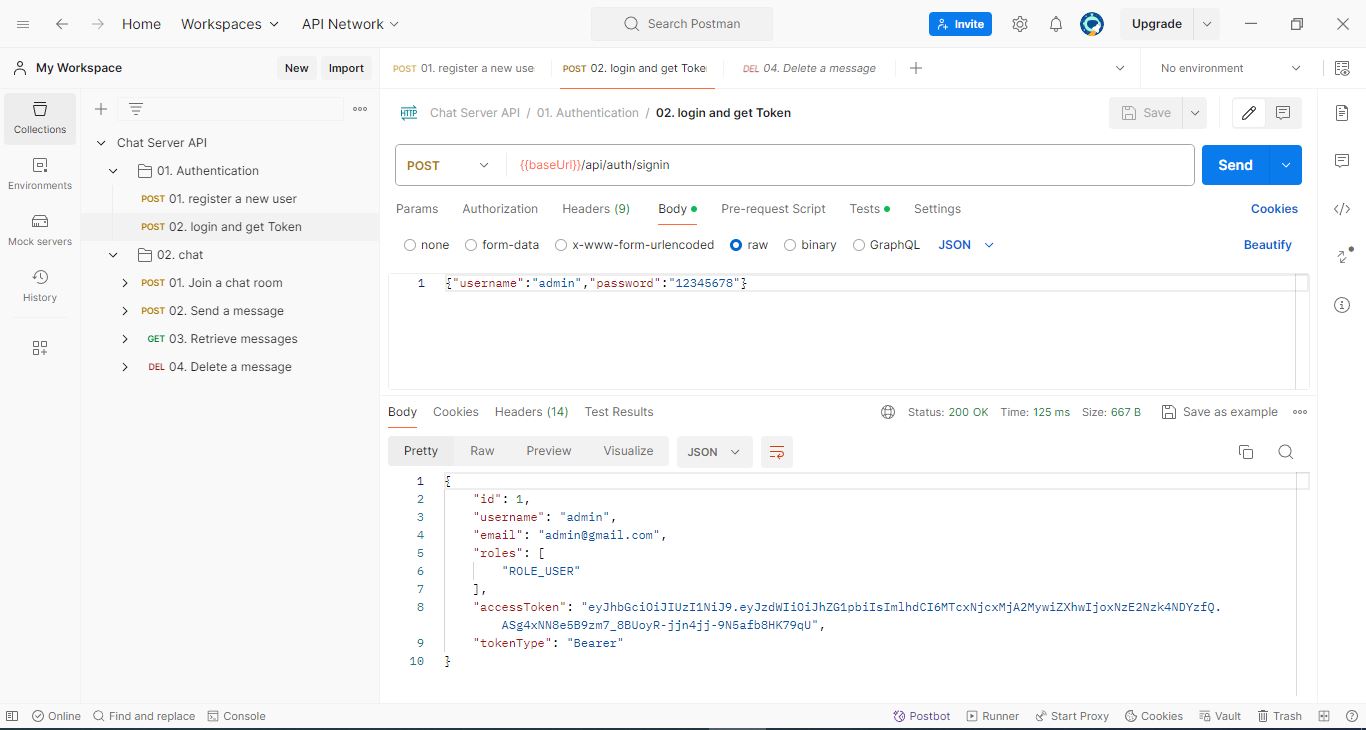 Home Workspaces API Network Search Postman Invite Upgrade
My Workspace New Import POST 01. register a new use POST 02. login and get Toke DEL 04. Delete a message No environment
Collections
Environments
Mock servers
History
Chat Server API
01. Authentication
POST 01. register a new user
POST 02. login and get Token
02. chat
POST 01. Join a chat room
POST 02. Send a message
GET 03. Retrieve messages
DEL 04. Delete a message
HTTP Chat Server API / 01. Authentication / 02. login and get Token Save
POST {{baseUrl}}/api/auth/signin Send
Params Authorization Headers (9) Body Pre-request Script Tests Settings Cookies
none form-data x-www-form-urlencoded raw binary GraphQL JSON Beautify
1 {"username":"admin","password":"12345678"}
Body Cookies Headers (14) Test Results Status: 200 OK Time: 125 ms Size: 667 B Save as example
Pretty Raw Preview Visualize JSON
1 {
2 "id": 1,
3 "username": "admin",
4 "email": "admin@gmail.com",
5 "roles": [
6 "ROLE_USER"
7 ],
8 "accessToken": "eyJhbGciOiJIUzI1NiJ9.eyJzdWIiOiJhZG1pbiIsImlhdCI6MTcxNjcxMjA2MywiZXhwIjoxNzE2Nzk4NDYzfQ.
ASg4xNN8e5B9zm7_8BUoyR-jjn4jj-9N5afb8HK79qU",
9 "tokenType": "Bearer"
10 }
Online Find and replace Console Postbot Runner Start Proxy Cookies Vault Trash